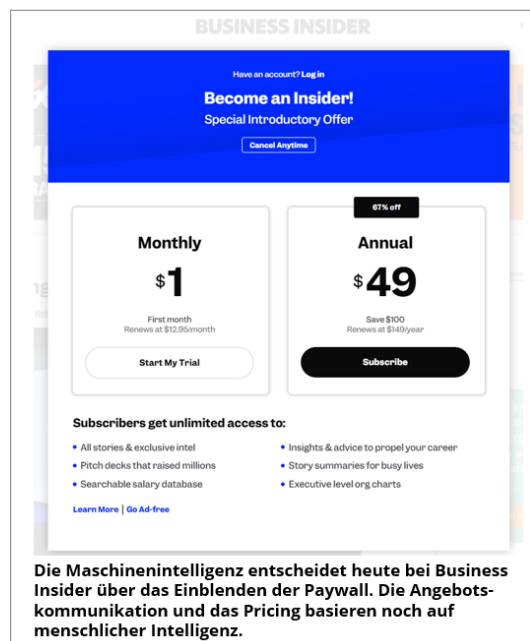 BUSINESS INSIDER
Have an account? Log in
Become an Insider!
Special Introductory Offer
Cancel Anytime
67% off
Monthly
$1
First month
Renews at $12.95/month
Start My Trial
Annual
$49
Save $100
Renews at $149/year
Subscribe
Subscribers get unlimited access to:
• All stories & exclusive intel
• Pitch decks that raised millions
• Searchable salary database
• Insights & advice to propel your career
• Story summaries for busy lives
• Executive level org charts
Learn More | Go Ad-free
Die Maschinenintelligenz entscheidet heute bei Business
Insider über das Einblenden der Paywall. Die Angebots-
kommunikation und das Pricing basieren noch auf
menschlicher Intelligenz.